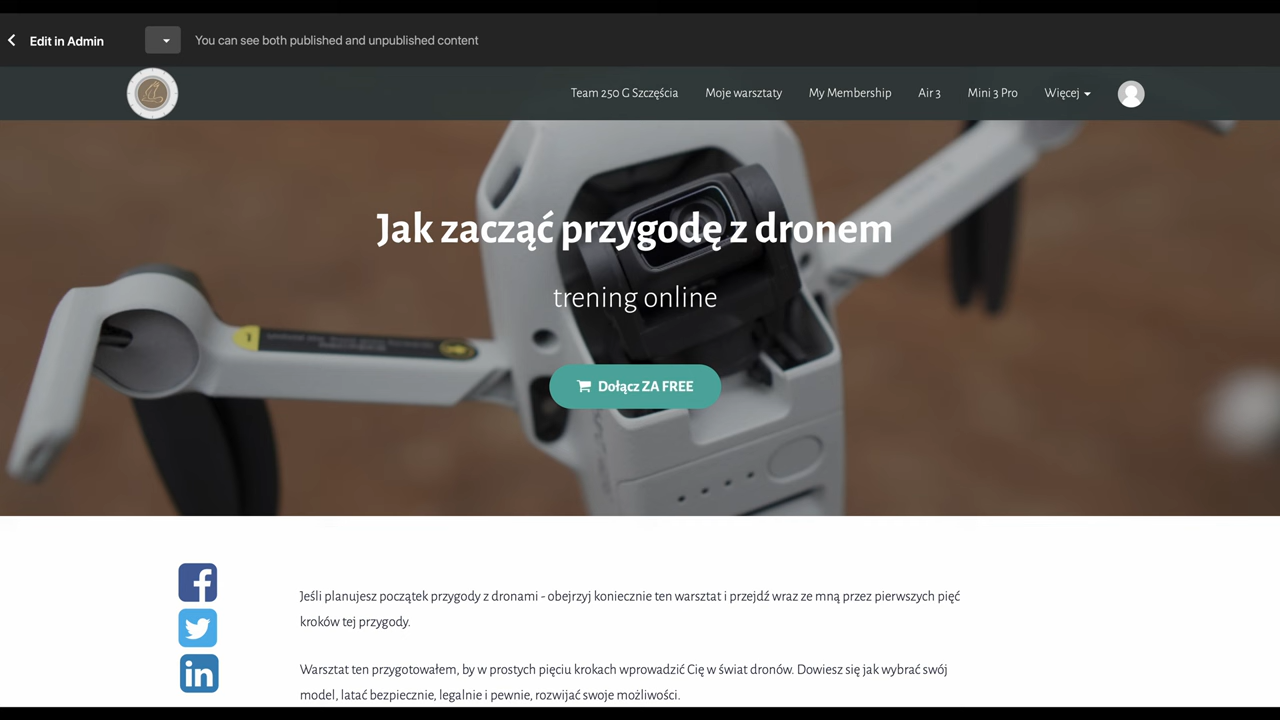 Edit in Admin
You can see both published and unpublished content
Team 250 G Szczęścia
Moje warsztaty
My Membership
Air 3
Mini 3 Pro
Więcej
Jak zacząć przygodę z dronem
trening online
Dołącz ZA FREE
Jeśli planujesz początek przygody z dronami - obejrzyj koniecznie ten warsztat i przejdź wraz ze mną przez pierwszych pięć
kroków tej przygody.
Warsztat ten przygotowałem, by w prostych pięciu krokach wprowadzić Cię w świat dronów. Dowiesz się jak wybrać swój
model, latać bezpiecznie, legalnie i pewnie, rozwijać swoje możliwości.